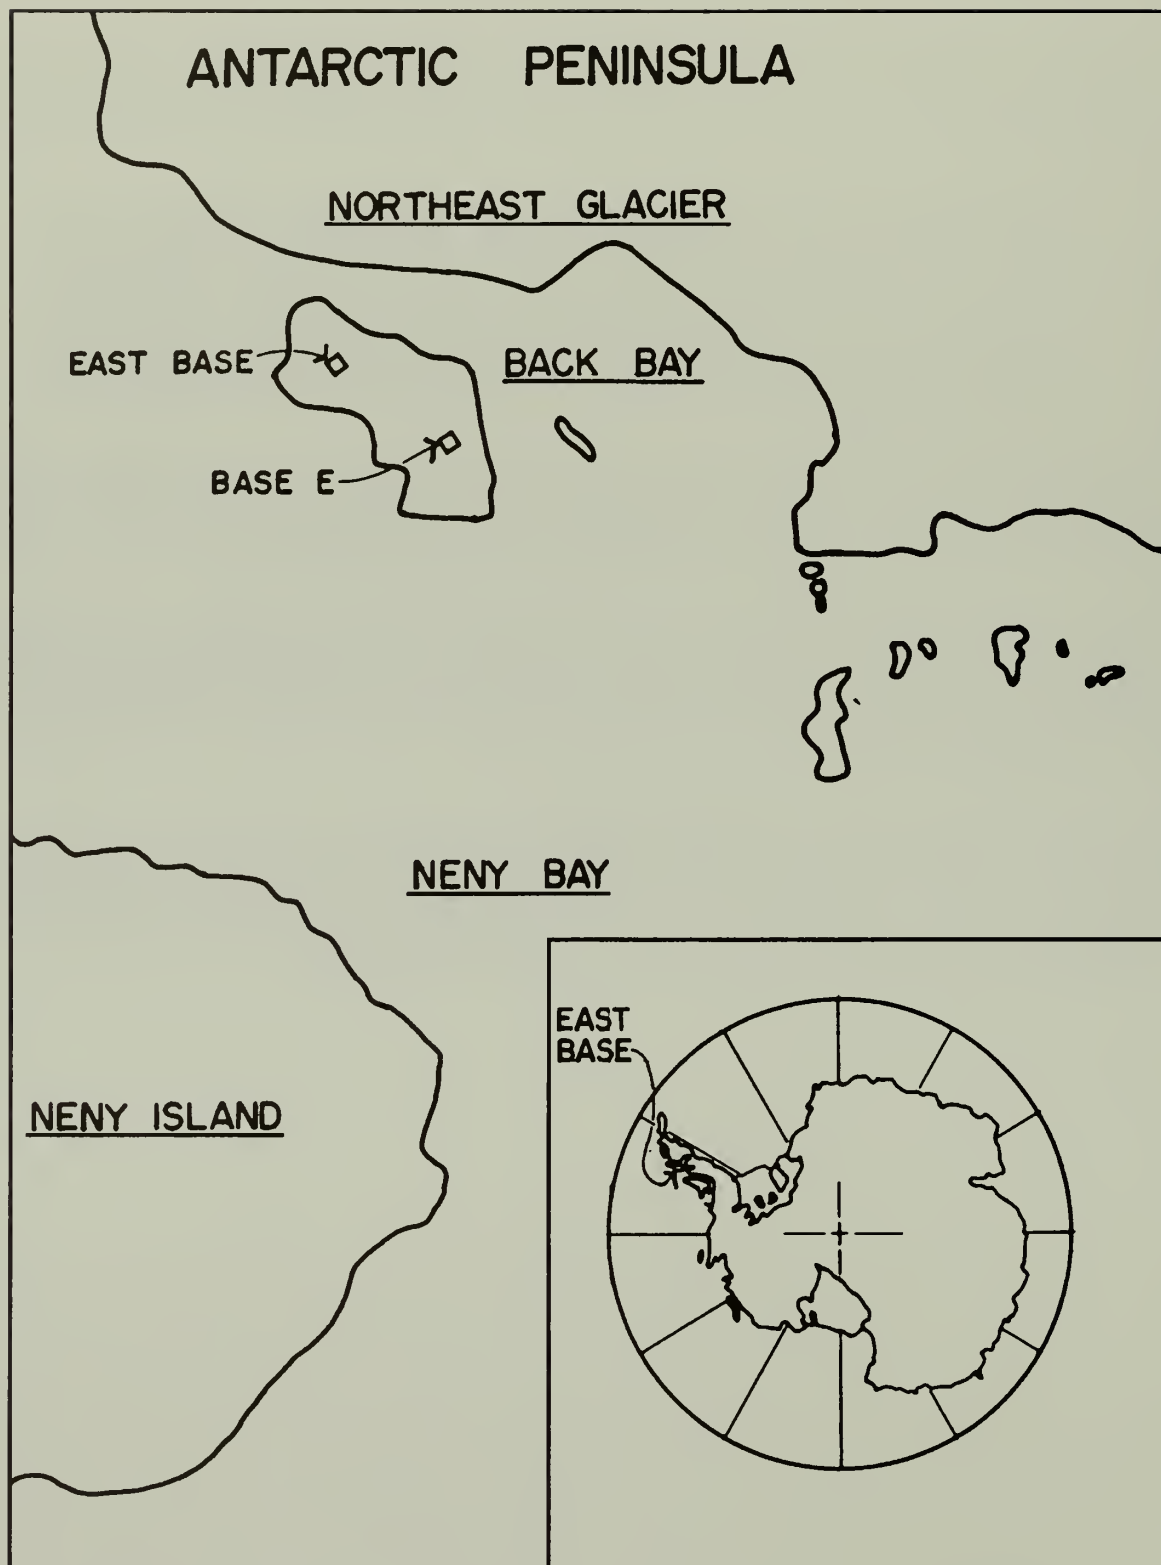 ANTARCTIC PENINSULA
NORTHEAST GLACIER
EAST BASE
BACK BAY
BASE E
NENY BAY
EAST
BASE
NENY ISLAND